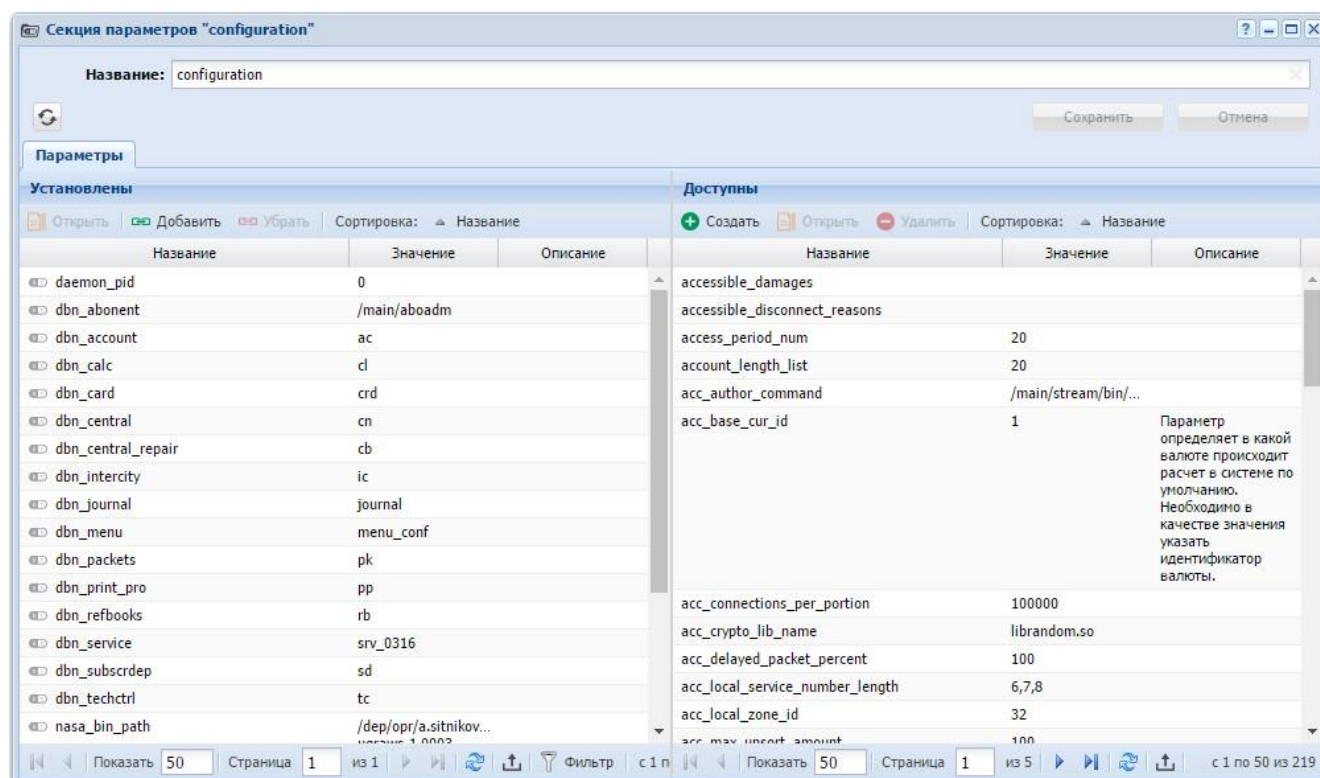 Секция параметров "configuration"
Название: configuration
Сохранить Отмена
Параметры
Установлены Доступны
Открыть Добавить Убрать Сортировка: Название Создать Открыть Удалить Сортировка: Название
Название Значение Описание Название Значение Описание
daemon_pid 0 accessible_damages
dbn_abonent /main/aboadm accessible_disconnect_reasons
dbn_account ac access_period_num 20
dbn_calc cl account_length_list 20
dbn_card crd acc_author_command /main/stream/bin/...
dbn_central cn acc_base_cur_id 1 Параметр
определяет в какой
dbn_central_repair cb валюте происходит
расчет в системе по
dbn_intercity ic умолчанию.
dbn_journal journal Необходимо в
качестве значения
dbn_menu menu_conf указать
dbn_packets pk идентификатор
валюты.
dbn_print_pro pp
dbn_refbooks rb acc_connections_per_portion 100000
dbn_service srv_0316 acc_crypto_lib_name librandom.so
dbn_subscrdep sd acc_delayed_packet_percent 100
dbn_techctrl tc acc_local_service_number_length 6,7,8
nasa_bin_path /dep/opr/a.sitnikov... acc_local_zone_id 32
acc_max_unsort_amount 100
Показать 50 Страница 1 из 1 Фильтр с 1 п Показать 50 Страница 1 из 5 с 1 по 50 из 219